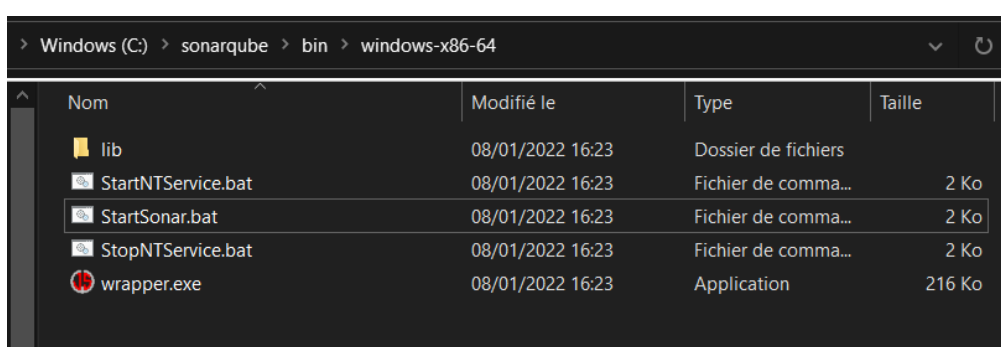 > Windows (C:) > sonarqube > bin > windows-x86-64
Nom Modifié le Type Taille
lib 08/01/2022 16:23 Dossier de fichiers
StartNTService.bat 08/01/2022 16:23 Fichier de comma... 2 Ko
StartSonar.bat 08/01/2022 16:23 Fichier de comma... 2 Ko
StopNTService.bat 08/01/2022 16:23 Fichier de comma... 2 Ko
wrapper.exe 08/01/2022 16:23 Application 216 Ko